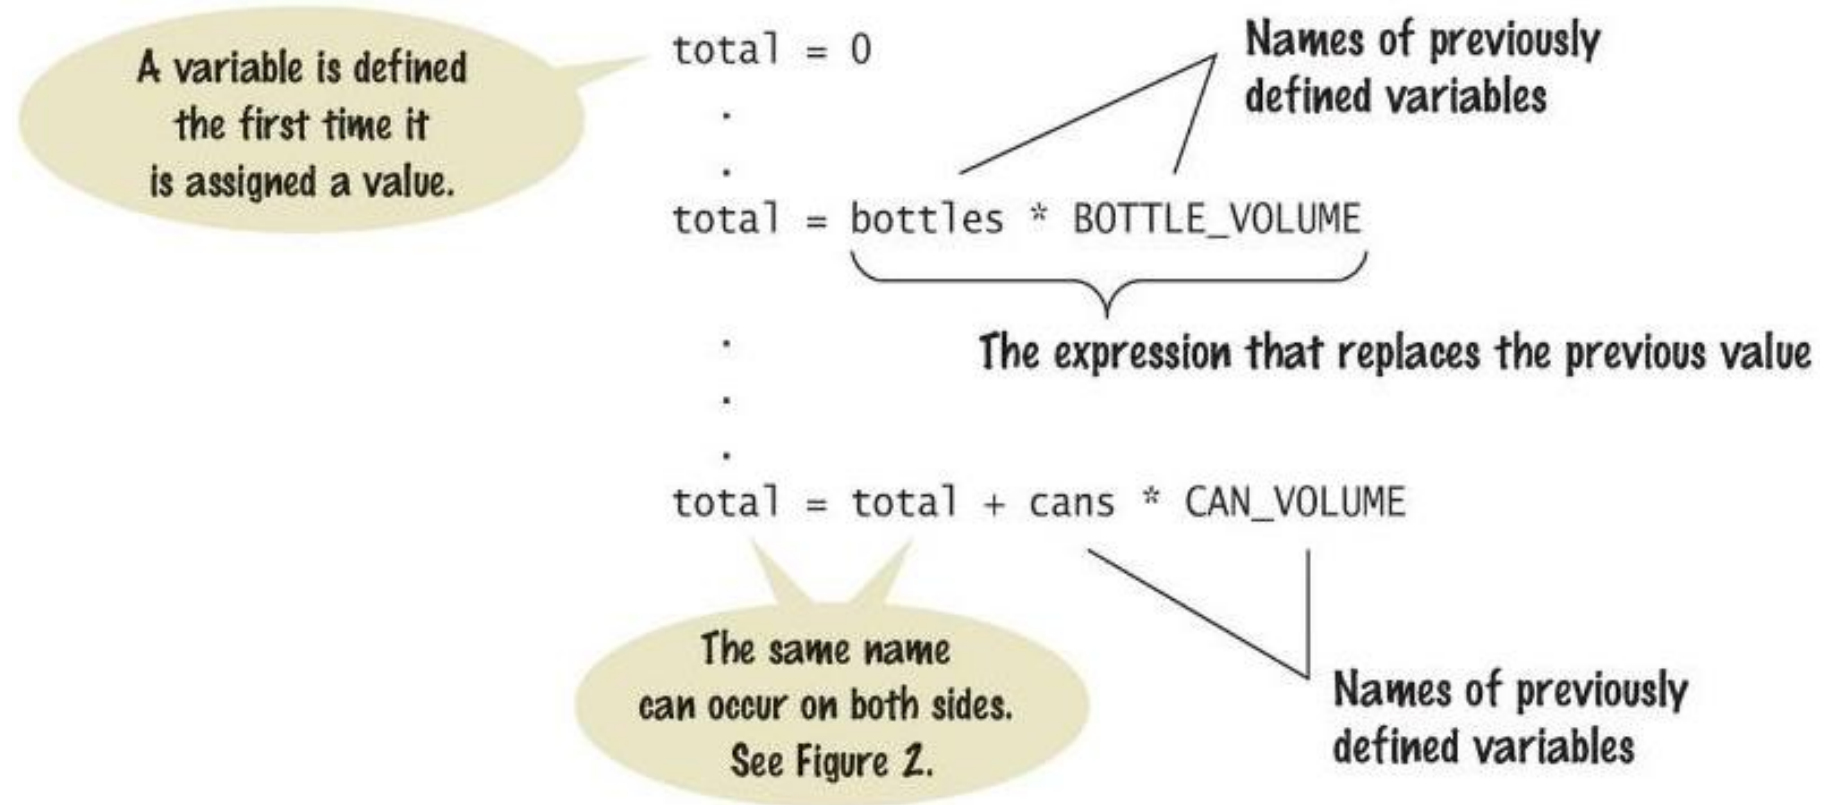 A variable is defined
the first time it
is assigned a value.
total = 0
Names of previously
defined variables
.
.
total = bottles * BOTTLE_VOLUME
The expression that replaces the previous value
.
.
.
total = total + cans * CAN_VOLUME
The same name
can occur on both sides.
See Figure 2.
Names of previously
defined variables